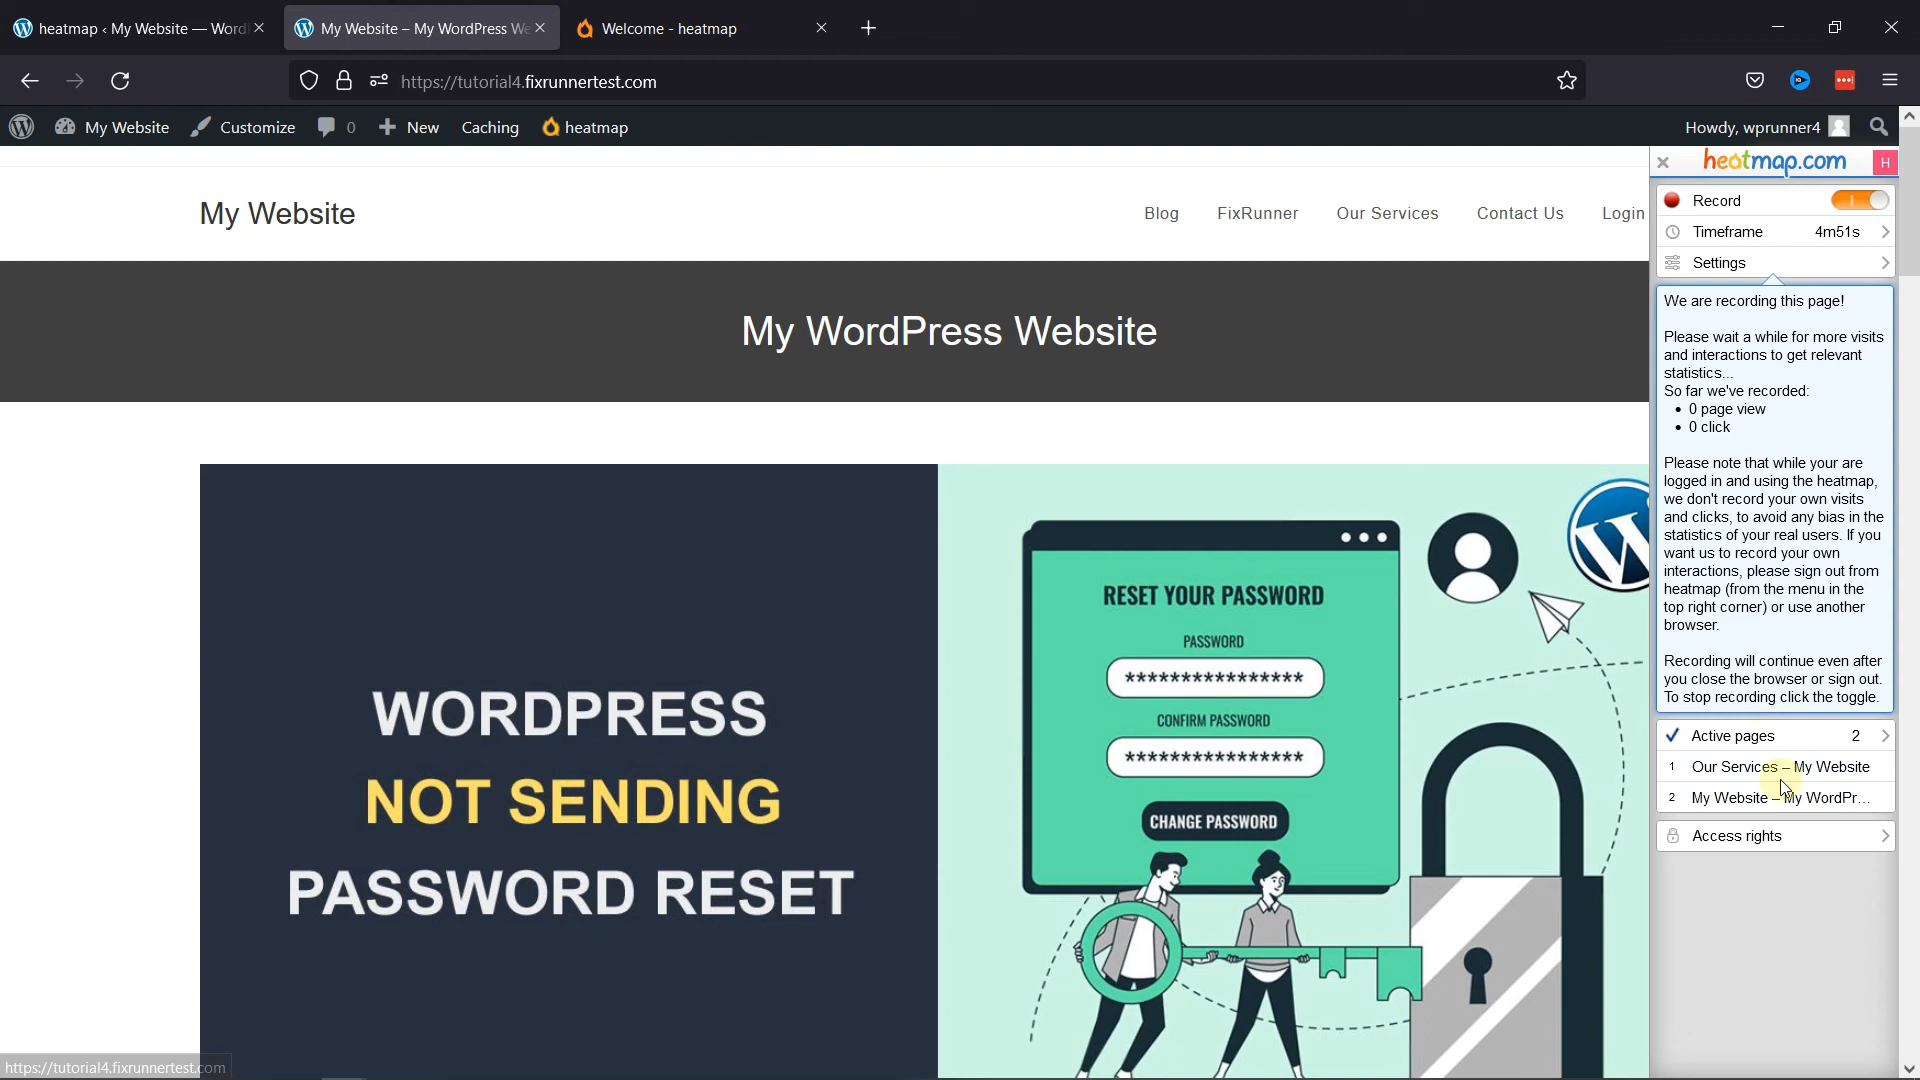 heatmap ‹ My Website — Word
My Website – My WordPress We
Welcome - heatmap
https://tutorial4.fixrunnertest.com
My Website
Customize
0
New
Caching
heatmap
Howdy, wprunner4
heatmap.com
H
My Website
Blog
FixRunner
Our Services
Contact Us
Login
Record
Timeframe 4m51s
Settings
My WordPress Website
We are recording this page!
Please wait a while for more visits
and interactions to get relevant
statistics...
So far we've recorded:
• 0 page view
• 0 click
Please note that while your are
logged in and using the heatmap,
we don't record your own visits
and clicks, to avoid any bias in the
statistics of your real users. If you
want us to record your own
interactions, please sign out from
heatmap (from the menu in the
top right corner) or use another
browser.
Recording will continue even after
you close the browser or sign out.
To stop recording click the toggle.
Active pages 2
1 Our Services – My Website
2 My Website – My WordPr...
Access rights
WORDPRESS
NOT SENDING
PASSWORD RESET
RESET YOUR PASSWORD
PASSWORD
****************
CONFIRM PASSWORD
****************
CHANGE PASSWORD
https://tutorial4.fixrunnertest.com